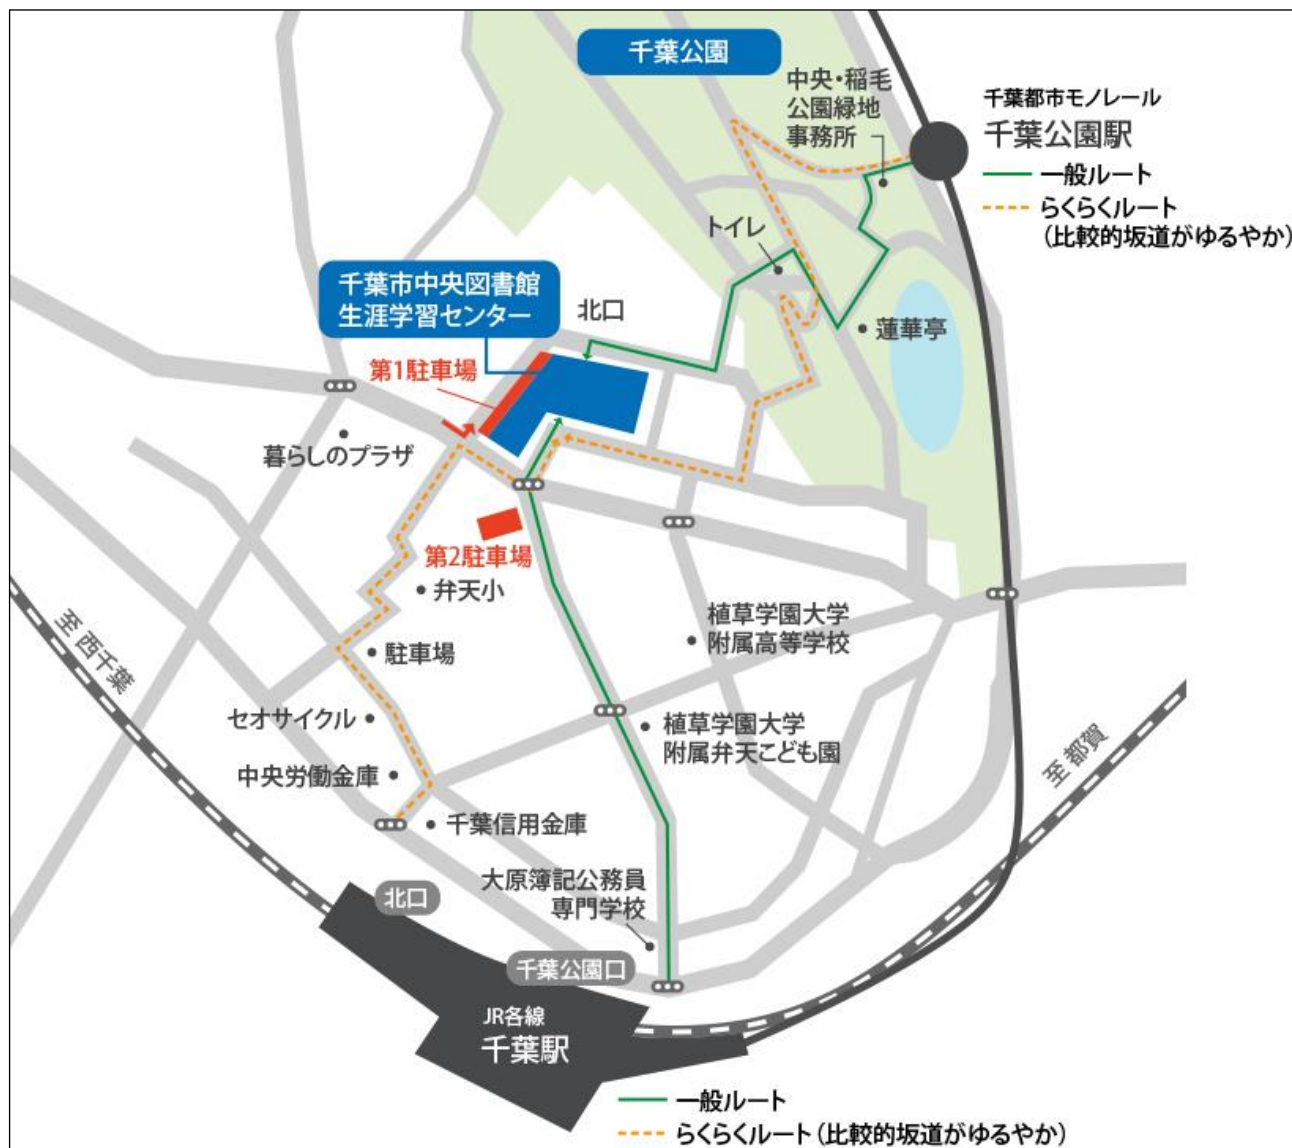 千葉公園
中央・稲毛
公園緑地
事務所
千葉都市モノレール
千葉公園駅
一般ルート
らくらくルート
(比較的坂道がゆるやか)
トイレ
千葉市中央図書館
生涯学習センター
北口
蓮華亭
第1駐車場
暮らしのプラザ
第2駐車場
弁天小
至 西千葉
植草学園大学
附属高等学校
駐車場
セオサイクル
植草学園大学
附属弁天こども園
至 都賀
中央労働金庫
千葉信用金庫
大原簿記公務員
専門学校
北口
千葉公園口
JR各線
千葉駅
一般ルート
らくらくルート(比較的坂道がゆるやか)